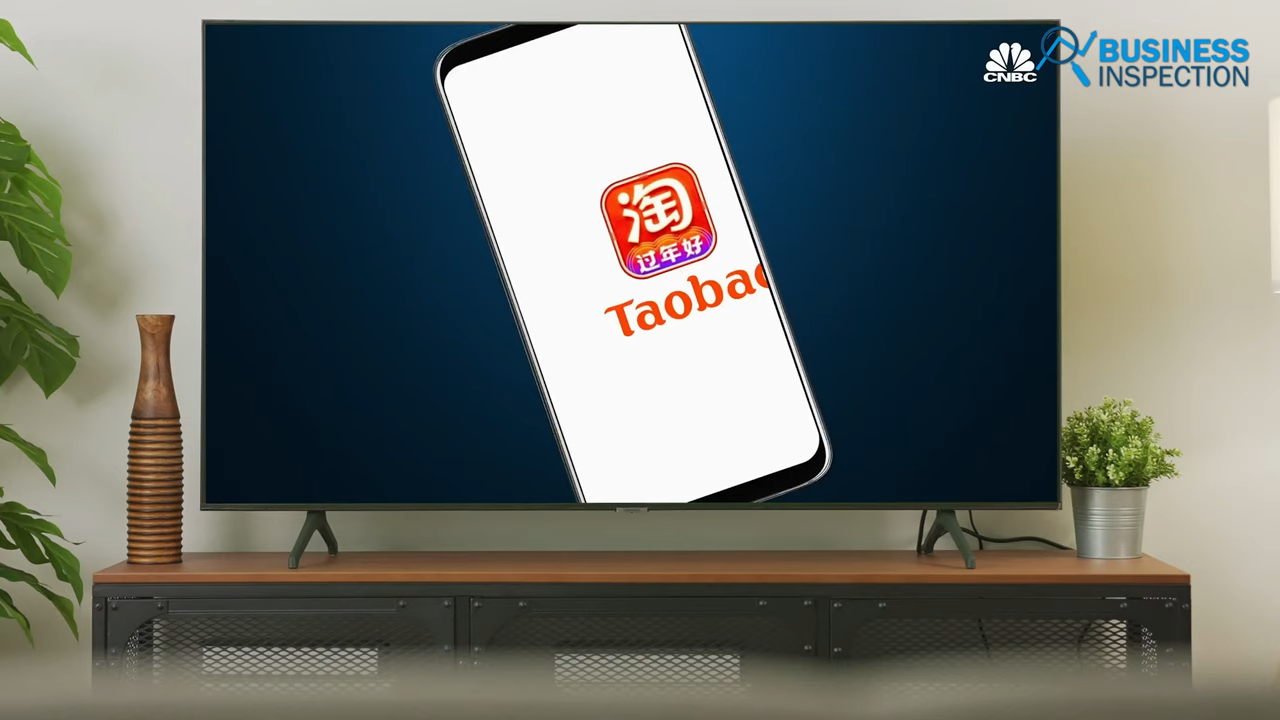 CNBC
BUSINESS
INSPECTION
淘
过年好
Taobao